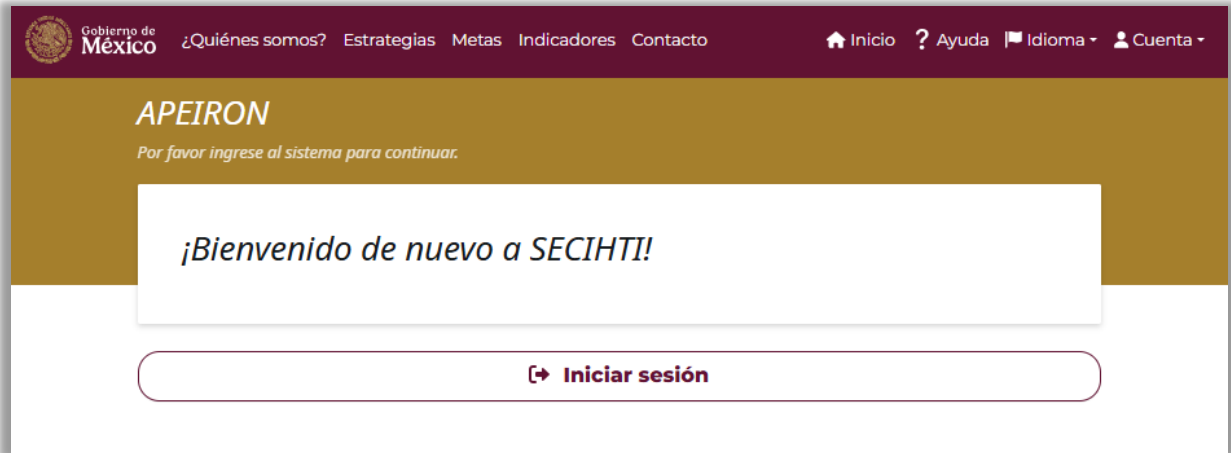 Gobierno de
México
¿Quiénes somos? Estrategias Metas Indicadores Contacto
Inicio ? Ayuda Idioma Cuenta
APEIRON
Por favor ingrese al sistema para continuar.
¡Bienvenido de nuevo a SECIHTI!
Iniciar sesión